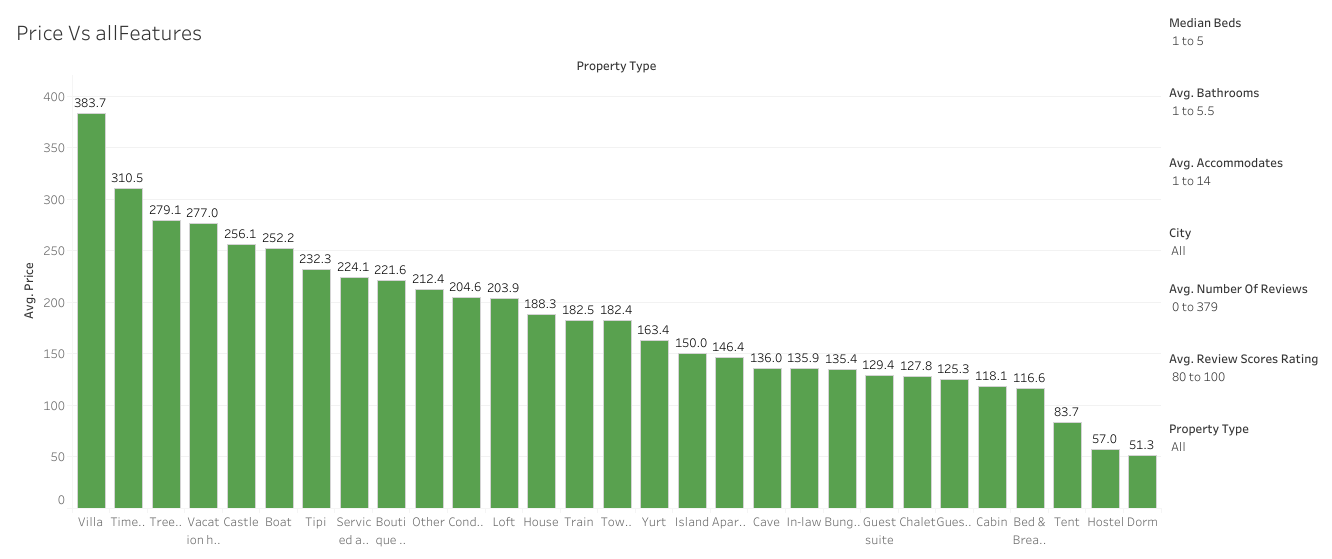 Price Vs allFeatures
Property Type
Avg. Price
400
350
300
250
200
150
100
50
0
383.7
310.5
279.1
277.0
256.1
252.2
232.3
224.1
221.6
212.4
204.6
203.9
188.3
182.5
182.4
163.4
150.0
146.4
136.0
135.9
135.4
129.4
127.8
125.3
118.1
116.6
83.7
57.0
51.3
Villa
Time..
Tree..
Vacat
ion h..
Castle
Boat
Tipi
Servic
ed a..
Bouti
que ..
Other
Cond..
Loft
House
Train
Tow..
Yurt
Island
Apar..
Cave
In-law
Bung..
Guest
suite
Chalet
Gues..
Cabin
Bed &
Brea..
Tent
Hostel
Dorm
Median Beds
1 to 5
Avg. Bathrooms
1 to 5.5
Avg. Accommodates
1 to 14
City
All
Avg. Number Of Reviews
0 to 379
Avg. Review Scores Rating
80 to 100
Property Type
All